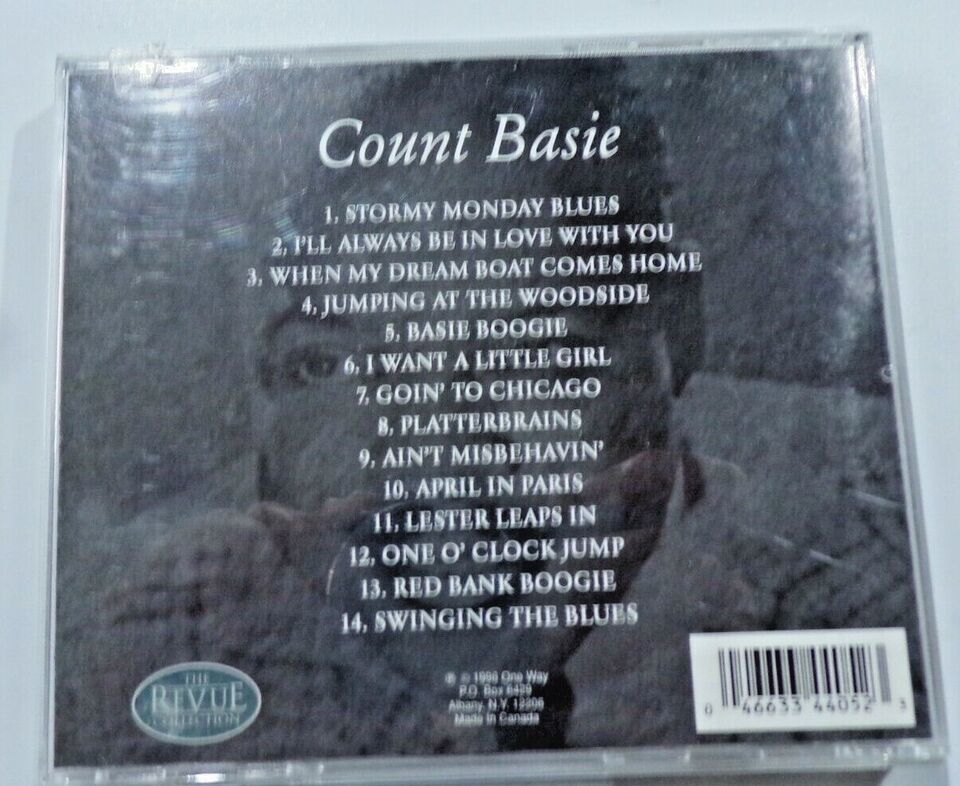 Count Basie
1. STORMY MONDAY BLUES
2. I'LL ALWAYS BE IN LOVE WITH YOU
3. WHEN MY DREAM BOAT COMES HOME
4. JUMPING AT THE WOODSIDE
5. BASIE BOOGIE
6. I WANT A LITTLE GIRL
7. GOIN' TO CHICAGO
8. PLATTERBRAINS
9. AIN'T MISBEHAVIN'
10. APRIL IN PARIS
11. LESTER LEAPS IN
12. ONE O' CLOCK JUMP
13. RED BANK BOOGIE
14. SWINGING THE BLUES
THE
REVUE
COLLECTION
℗ © One Way
P.O. Box 6429
Albany, N.Y. 12206
Made in Canada
0 46633 44052 3